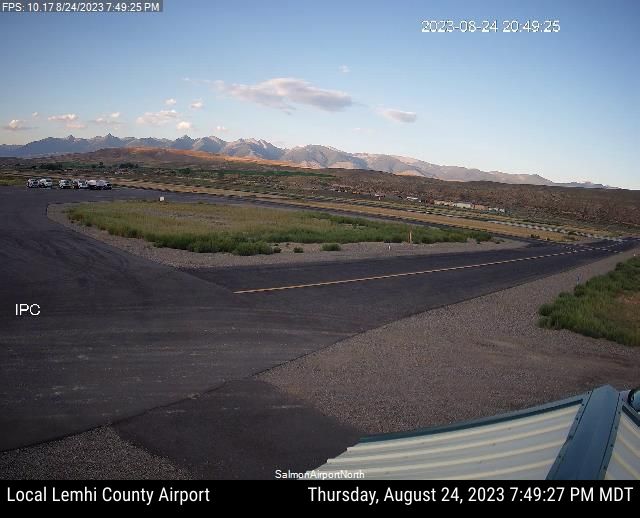 FPS: 10.17 8/24/2023 7:49:25 PM
2023-08-24 20:49:25
IPC
SalmonAirportNorth
Local Lemhi County Airport
Thursday, August 24, 2023 7:49:27 PM MDT